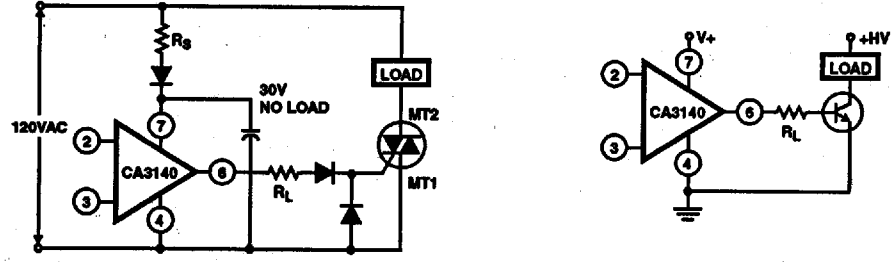 RS
30V
NO LOAD
LOAD
120VAC
MT2
7
2
CA3140
6
3
RL
MT1
4
V+
+HV
7
LOAD
2
CA3140
6
RL
3
4